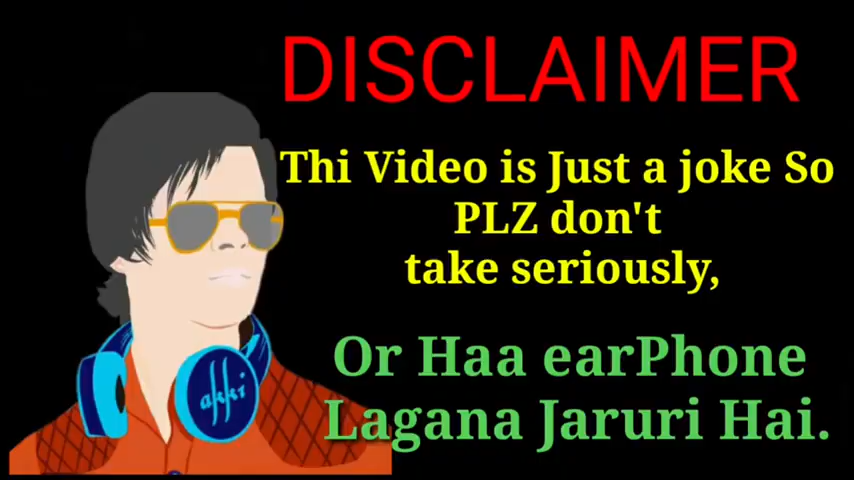 DISCLAIMER
Thi Video is Just a joke So
PLZ don't
take seriously,
Or Haa earPhone
Lagana Jaruri Hai.
akki